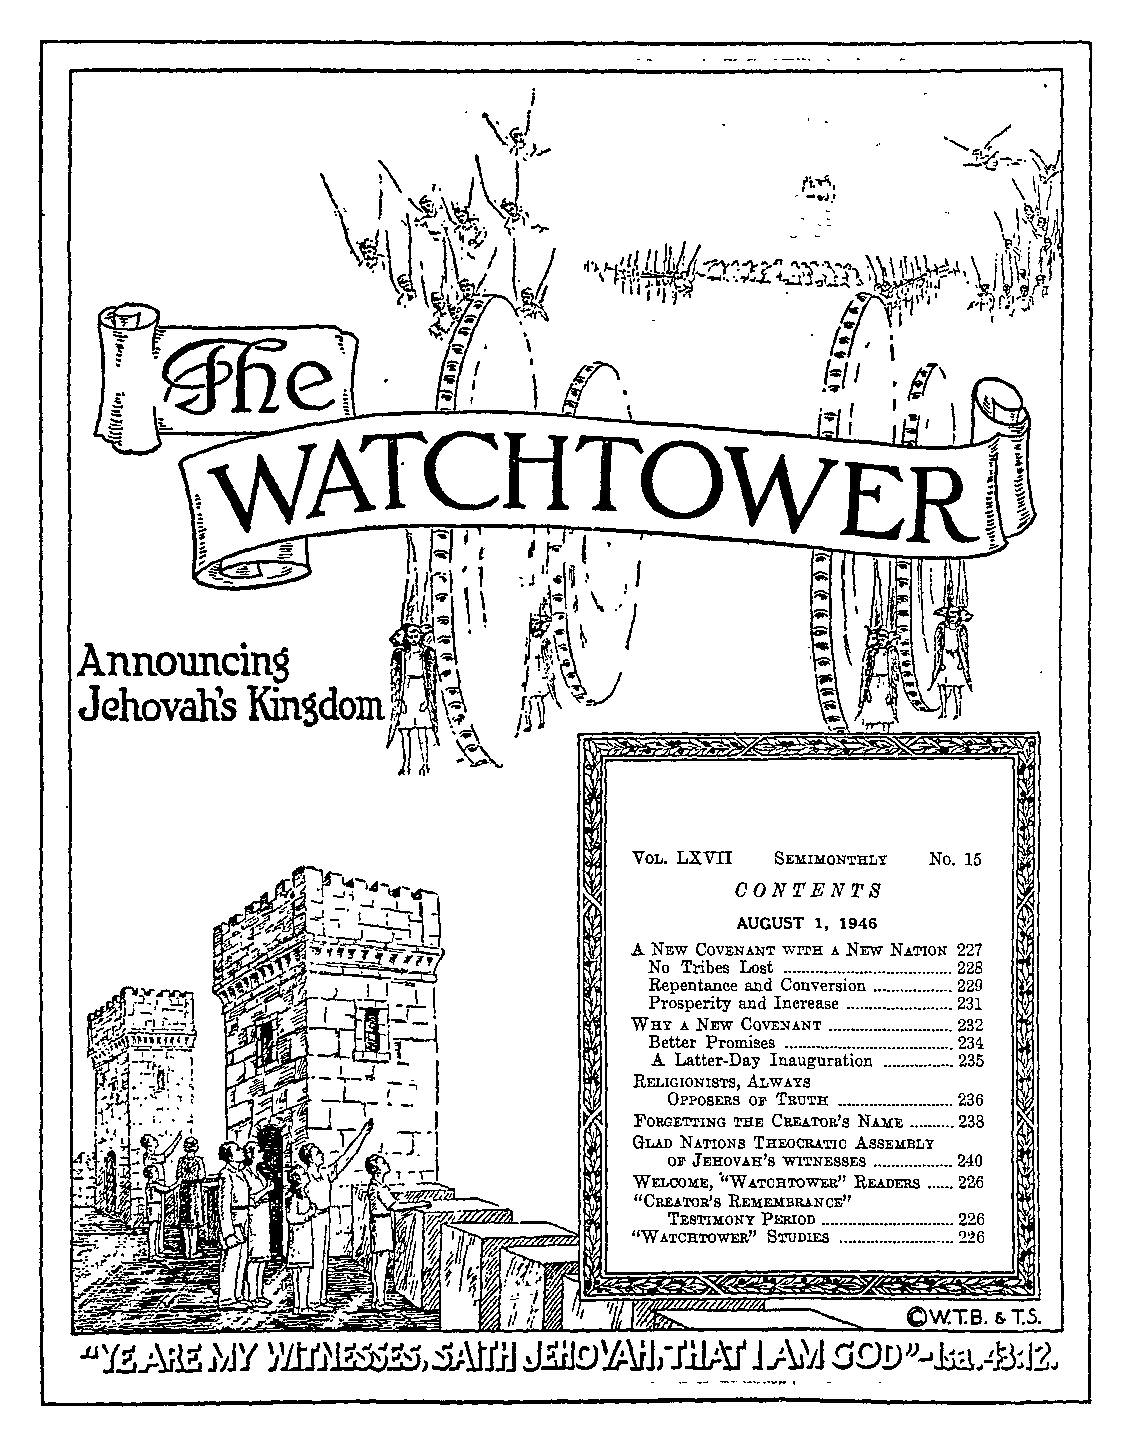 The
WATCHTOWER
Announcing
Jehovah's Kingdom
VOL. LXVII SEMIMONTHLY No. 15
CONTENTS
AUGUST 1, 1946
A NEW COVENANT WITH A NEW NATION 227
No Tribes Lost ........................................ 228
Repentance and Conversion .................. 229
Prosperity and Increase ........................ 231
WHY A NEW COVENANT ............................ 232
Better Promises ........................................ 234
A Latter-Day Inauguration ................ 235
RELIGIONISTS, ALWAYS
OPPOSERS OF TRUTH .......................... 236
FORGETTING THE CREATOR'S NAME .......... 238
GLAD NATIONS THEOCRATIC ASSEMBLY
OF JEHOVAH'S WITNESSES .................. 240
WELCOME, "WATCHTOWER" READERS ...... 226
"CREATOR'S REMEMBRANCE"
TESTIMONY PERIOD .............................. 226
"WATCHTOWER" STUDIES .......................... 226
©W.T.B. & T.S.
"YE ARE MY WITNESSES, SAITH JEHOVAH, THAT I AM GOD"-Isa. 43:12.